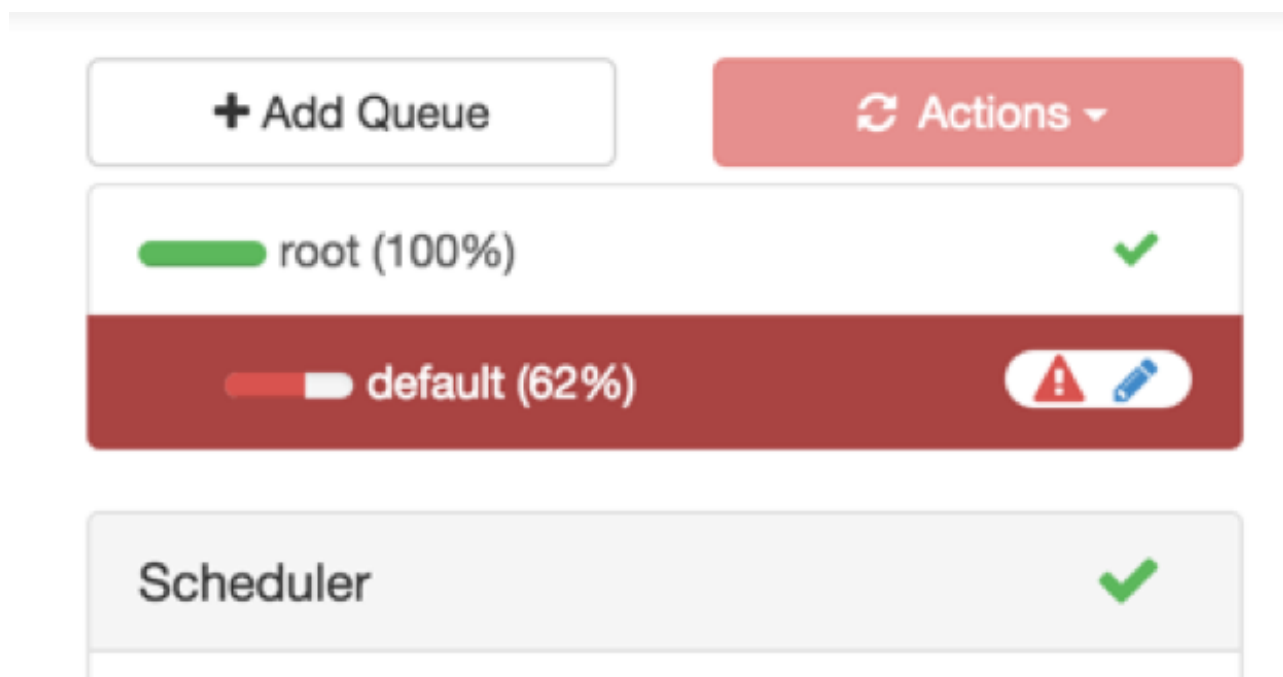 Add Queue
Actions
root (100%)
default (62%)
Scheduler